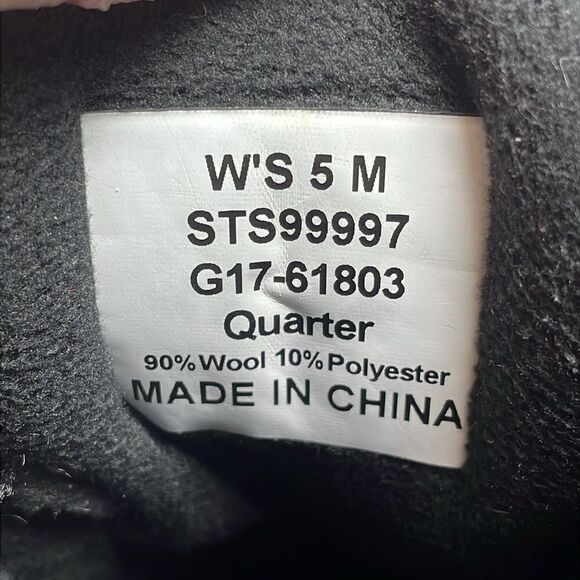 W'S 5 M
STS99997
G17-61803
Quarter
90% Wool 10% Polyester
MADE IN CHINA